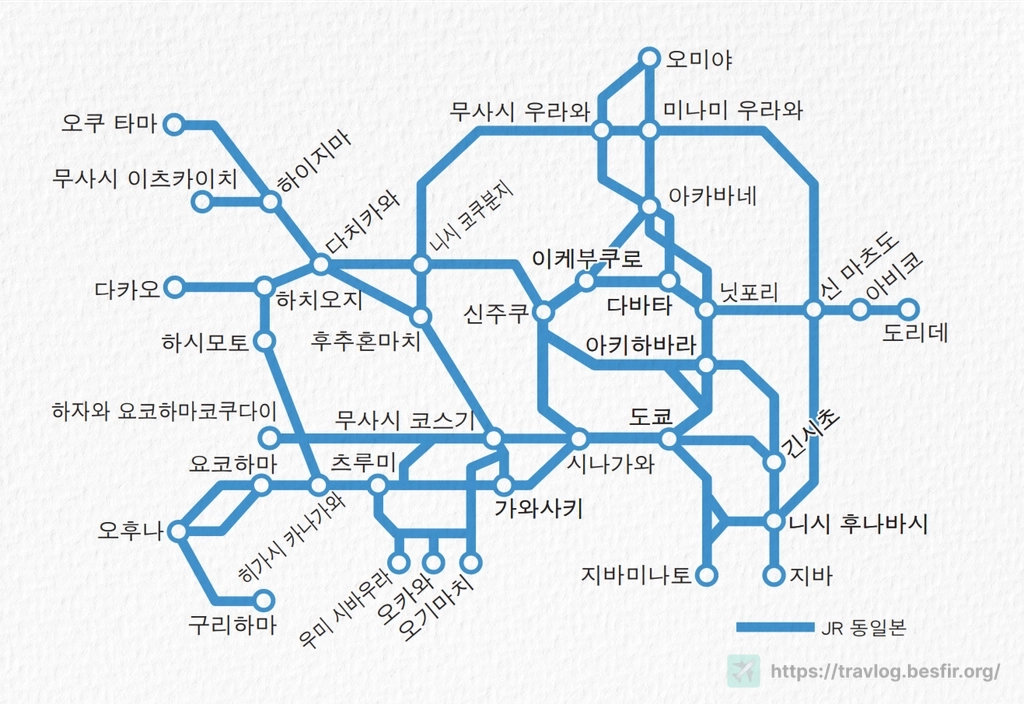 오미야
무사시 우라와
미나미 우라와
오쿠 타마
하이지마
무사시 이츠카이치
아카바네
다치카와
니시 코쿠분지
이케부쿠로
신 마츠도
아비코
다카오
하치오지
신주쿠
다바타
닛포리
도리데
하시모토
후추혼마치
아키하바라
하자와 요코하마코쿠다이
무사시 코스기
도쿄
긴시초
요코하마
츠루미
시나가와
가와사키
오후나
히가시 카나가와
니시 후나바시
우미 시바우라
오카와
오기마치
지바미나토
지바
구리하마
JR 동일본
https://travlog.besfir.org/